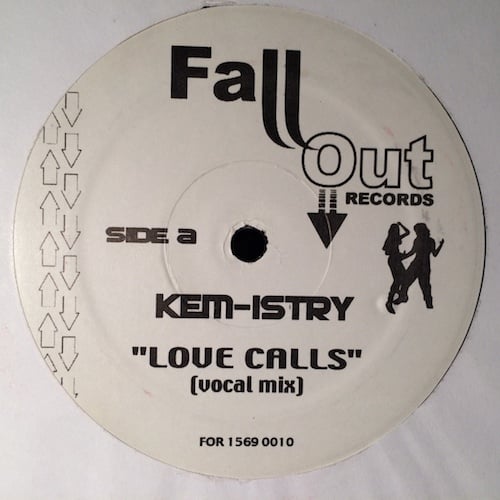 Fall
Out
RECORDS
SIDE a
KEM-ISTRY
"LOVE CALLS"
(vocal mix)
FOR 1569 0010